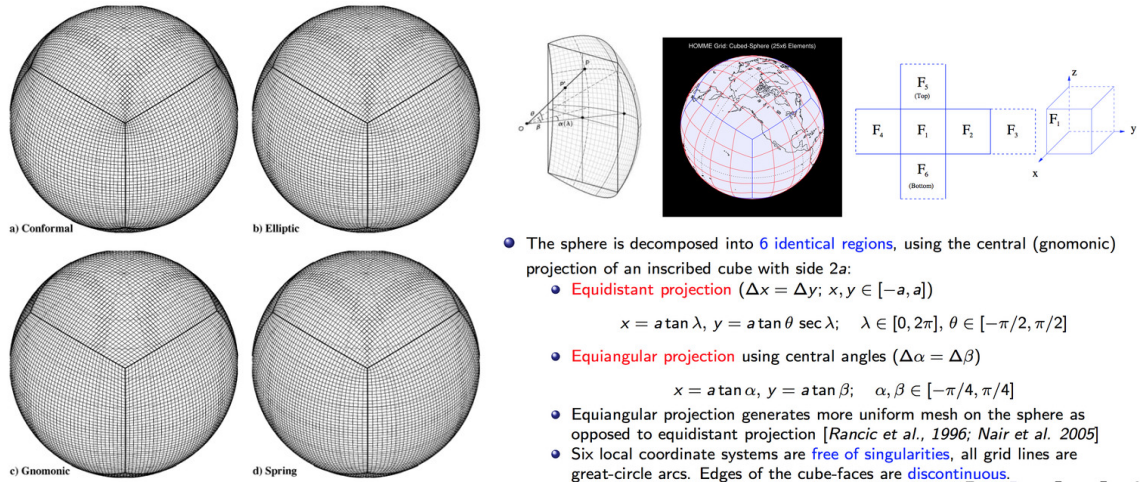 a) Conformal
b) Elliptic
c) Gnomonic
d) Spring
P
P'
O
θ
β
α(λ)
HOMME Grid: Cubed-Sphere (25x6 Elements)
F5
(Top)
F4 F1 F2 F3
F6
(Bottom)
z
F1
y
x
The sphere is decomposed into 6 identical regions, using the central (gnomonic)
projection of an inscribed cube with side 2a:
Equidistant projection (Δx = Δy; x, y ∈ [−a, a])
x = a tan λ, y = a tan θ sec λ; λ ∈ [0, 2π], θ ∈ [−π/2, π/2]
Equiangular projection using central angles (Δα = Δβ)
x = a tan α, y = a tan β; α, β ∈ [−π/4, π/4]
Equiangular projection generates more uniform mesh on the sphere as
opposed to equidistant projection [Rancic et al., 1996; Nair et al. 2005]
Six local coordinate systems are free of singularities, all grid lines are
great-circle arcs. Edges of the cube-faces are discontinuous.